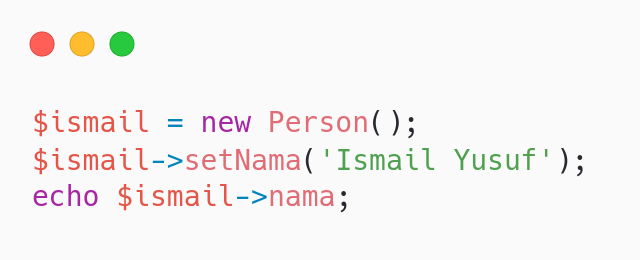 $ismail = new Person();
$ismail->setNama('Ismail Yusuf');
echo $ismail->nama;